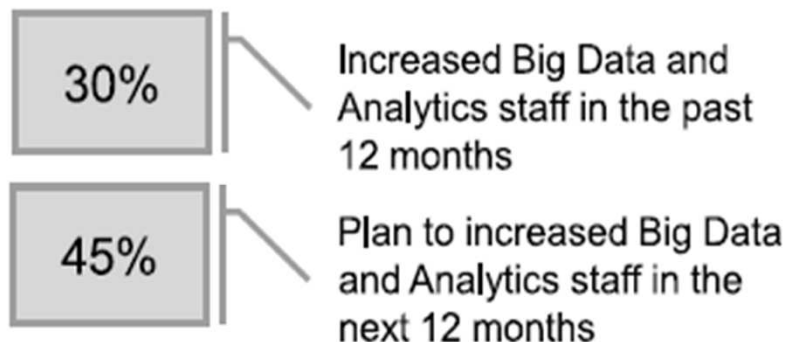 30%
Increased Big Data and
Analytics staff in the past
12 months
45%
Plan to increased Big Data
and Analytics staff in the
next 12 months